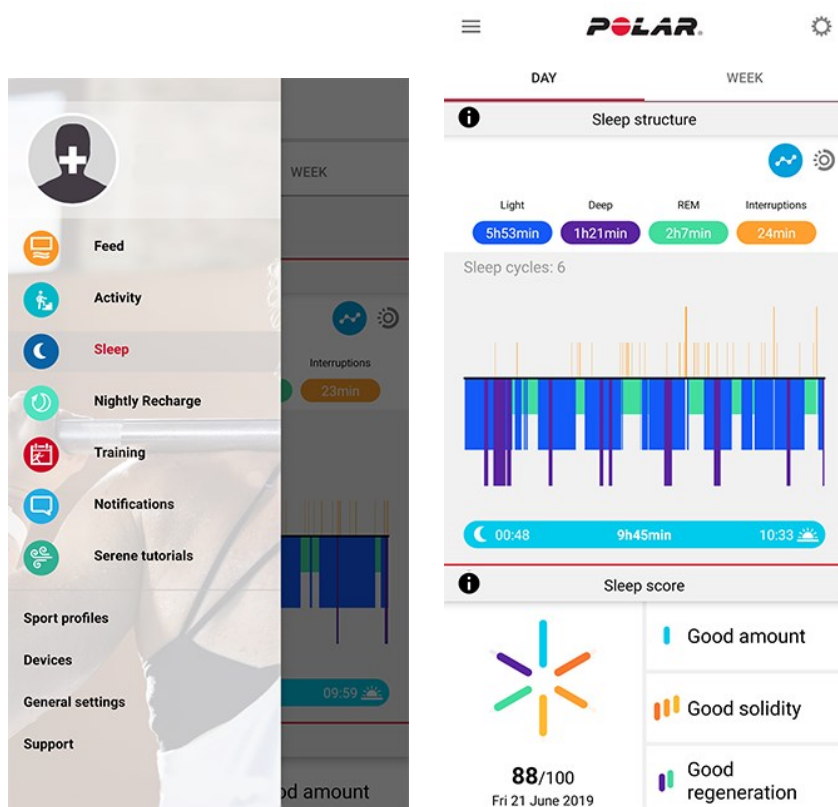 WEEK
Feed
Activity
Sleep
Interruptions
23min
Nightly Recharge
Training
Notifications
Serene tutorials
Sport profiles
Devices
General settings
09:59
Support
od amount
POLAR
DAY
WEEK
Sleep structure
Light
Deep
REM
Interruptions
5h53min
1h21min
2h7min
24min
Sleep cycles: 6
00:48
9h45min
10:33
Sleep score
Good amount
Good solidity
Good
regeneration
88/100
Fri 21 June 2019